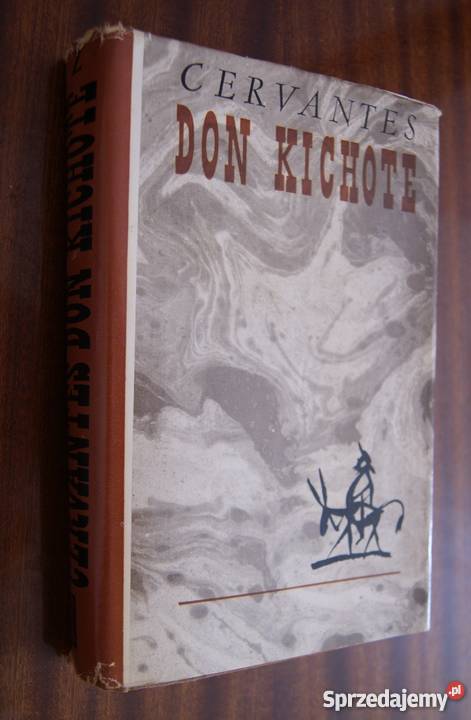 CERVANTES
DON KICHOTE
CERVANTES DON KICHOTE
Sprzedajemy.pl